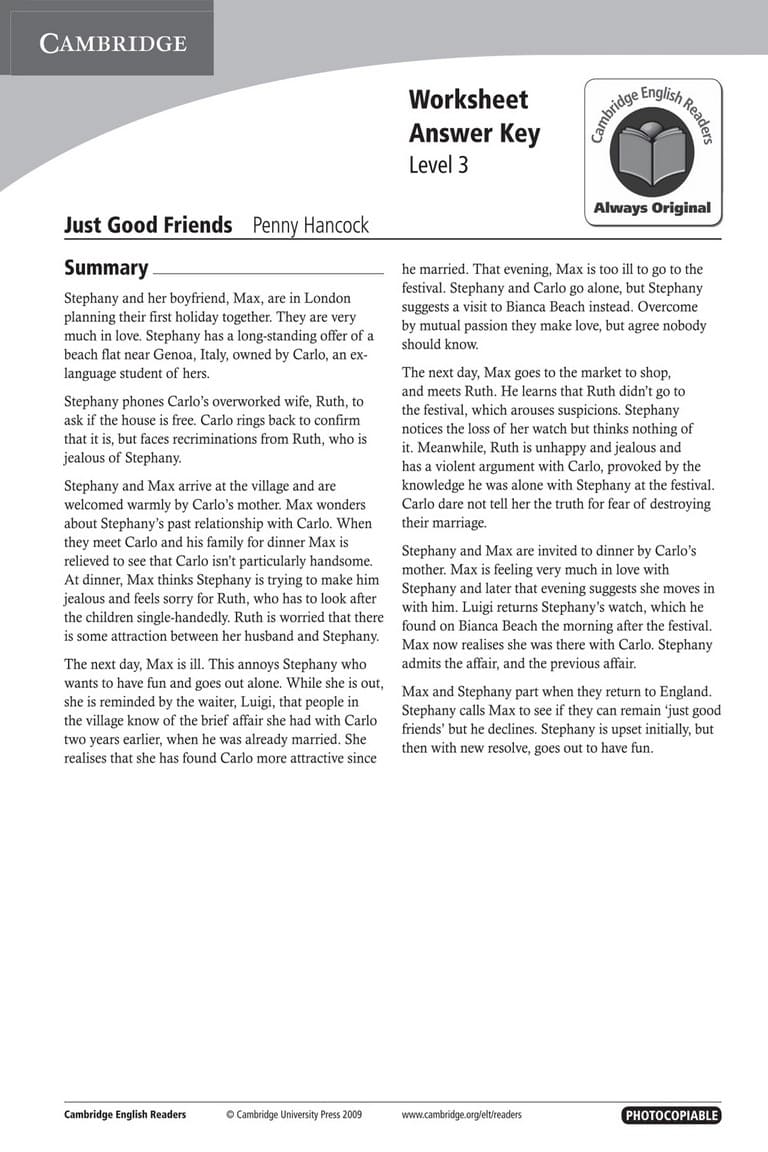 CAMBRIDGE
Worksheet
Answer Key
Level 3
Cambridge English Readers
Always Original
Just Good Friends Penny Hancock
Summary
Stephany and her boyfriend, Max, are in London
planning their first holiday together. They are very
much in love. Stephany has a long-standing offer of a
beach flat near Genoa, Italy, owned by Carlo, an ex-
language student of hers.
Stephany phones Carlo’s overworked wife, Ruth, to
ask if the house is free. Carlo rings back to confirm
that it is, but faces recriminations from Ruth, who is
jealous of Stephany.
Stephany and Max arrive at the village and are
welcomed warmly by Carlo’s mother. Max wonders
about Stephany’s past relationship with Carlo. When
they meet Carlo and his family for dinner Max is
relieved to see that Carlo isn’t particularly handsome.
At dinner, Max thinks Stephany is trying to make him
jealous and feels sorry for Ruth, who has to look after
the children single-handedly. Ruth is worried that there
is some attraction between her husband and Stephany.
The next day, Max is ill. This annoys Stephany who
wants to have fun and goes out alone. While she is out,
she is reminded by the waiter, Luigi, that people in
the village know of the brief affair she had with Carlo
two years earlier, when he was already married. She
realises that she has found Carlo more attractive since
he married. That evening, Max is too ill to go to the
festival. Stephany and Carlo go alone, but Stephany
suggests a visit to Bianca Beach instead. Overcome
by mutual passion they make love, but agree nobody
should know.
The next day, Max goes to the market to shop,
and meets Ruth. He learns that Ruth didn’t go to
the festival, which arouses suspicions. Stephany
notices the loss of her watch but thinks nothing of
it. Meanwhile, Ruth is unhappy and jealous and
has a violent argument with Carlo, provoked by the
knowledge he was alone with Stephany at the festival.
Carlo dare not tell her the truth for fear of destroying
their marriage.
Stephany and Max are invited to dinner by Carlo’s
mother. Max is feeling very much in love with
Stephany and later that evening suggests she moves in
with him. Luigi returns Stephany’s watch, which he
found on Bianca Beach the morning after the festival.
Max now realises she was there with Carlo. Stephany
admits the affair, and the previous affair.
Max and Stephany part when they return to England.
Stephany calls Max to see if they can remain ‘just good
friends’ but he declines. Stephany is upset initially, but
then with new resolve, goes out to have fun.
Cambridge English Readers © Cambridge University Press 2009 www.cambridge.org/elt/readers PHOTOCOPIABLE